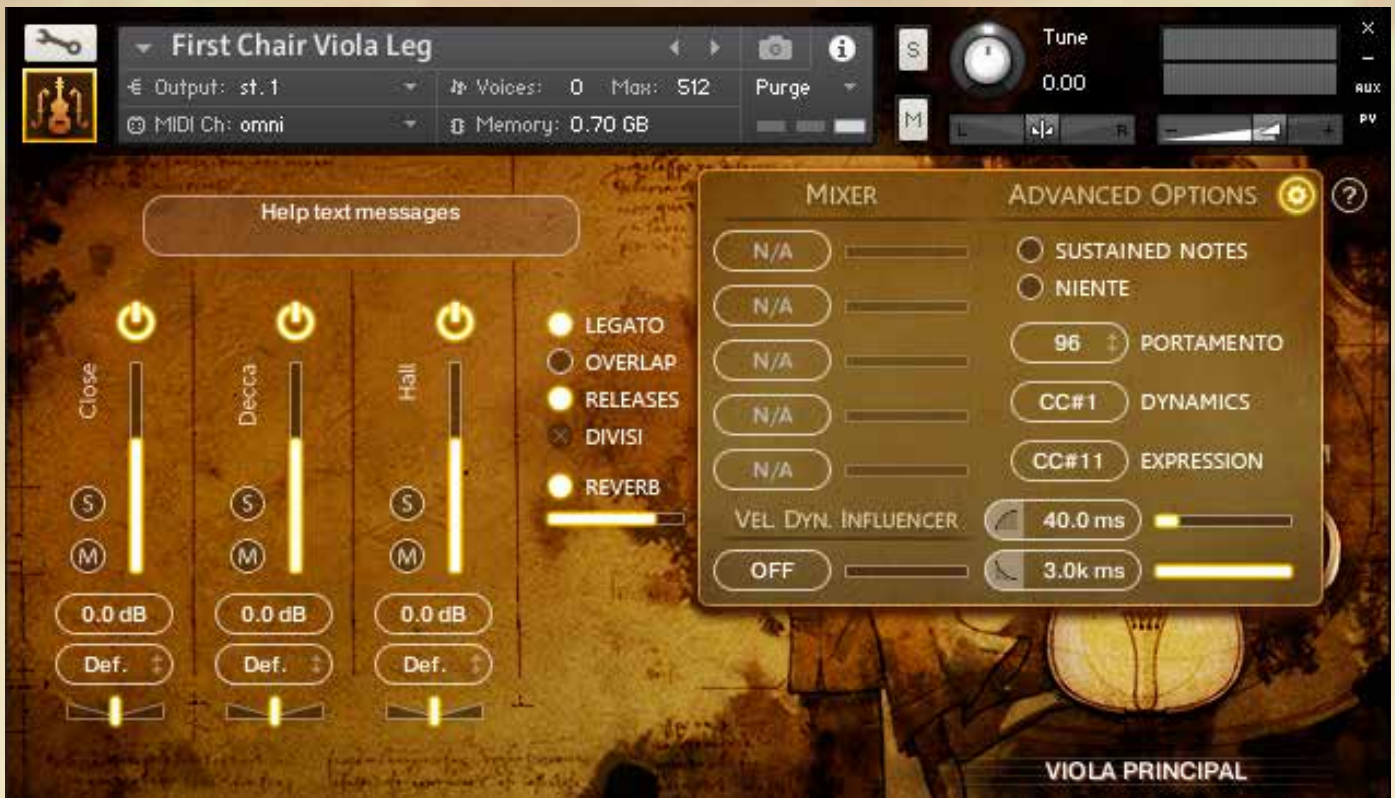 First Chair Viola Leg
i
S
Tune
0.00
×
−
AUX
PV
Output: st. 1
Voices: 0 Max: 512
Purge
MIDI Ch: omni
Memory: 0.70 GB
M
L
R
− +
Help text messages
MIXER
ADVANCED OPTIONS
?
N/A
N/A
N/A
N/A
N/A
SUSTAINED NOTES
NIENTE
96 PORTAMENTO
CC#1 DYNAMICS
CC#11 EXPRESSION
VEL. DYN. INFLUENCER
40.0 ms
OFF
3.0k ms
LEGATO
OVERLAP
RELEASES
DIVISI
REVERB
Close
Decca
Hall
S
S
S
M
M
M
0.0 dB
0.0 dB
0.0 dB
Def.
Def.
Def.
VIOLA PRINCIPAL